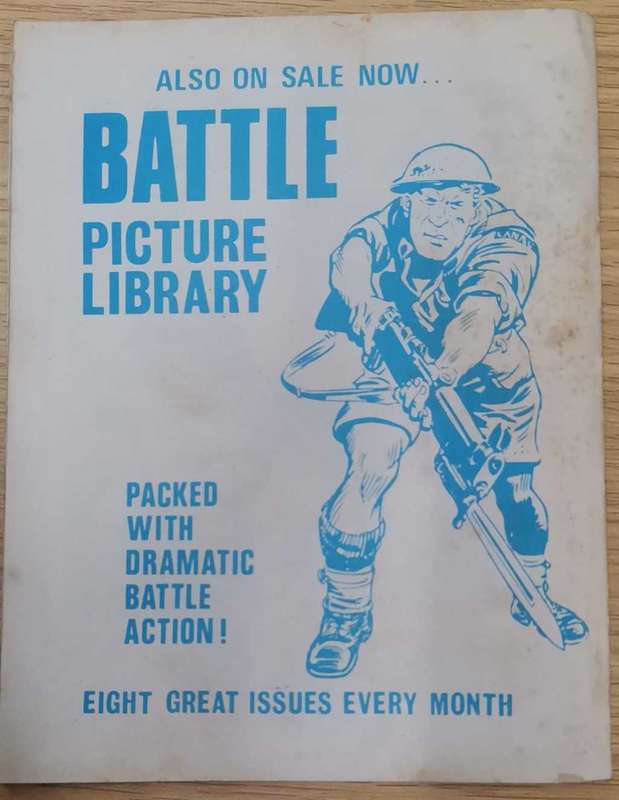 ALSO ON SALE NOW...
BATTLE
PICTURE
LIBRARY
PACKED
WITH
DRAMATIC
BATTLE
ACTION!
EIGHT GREAT ISSUES EVERY MONTH